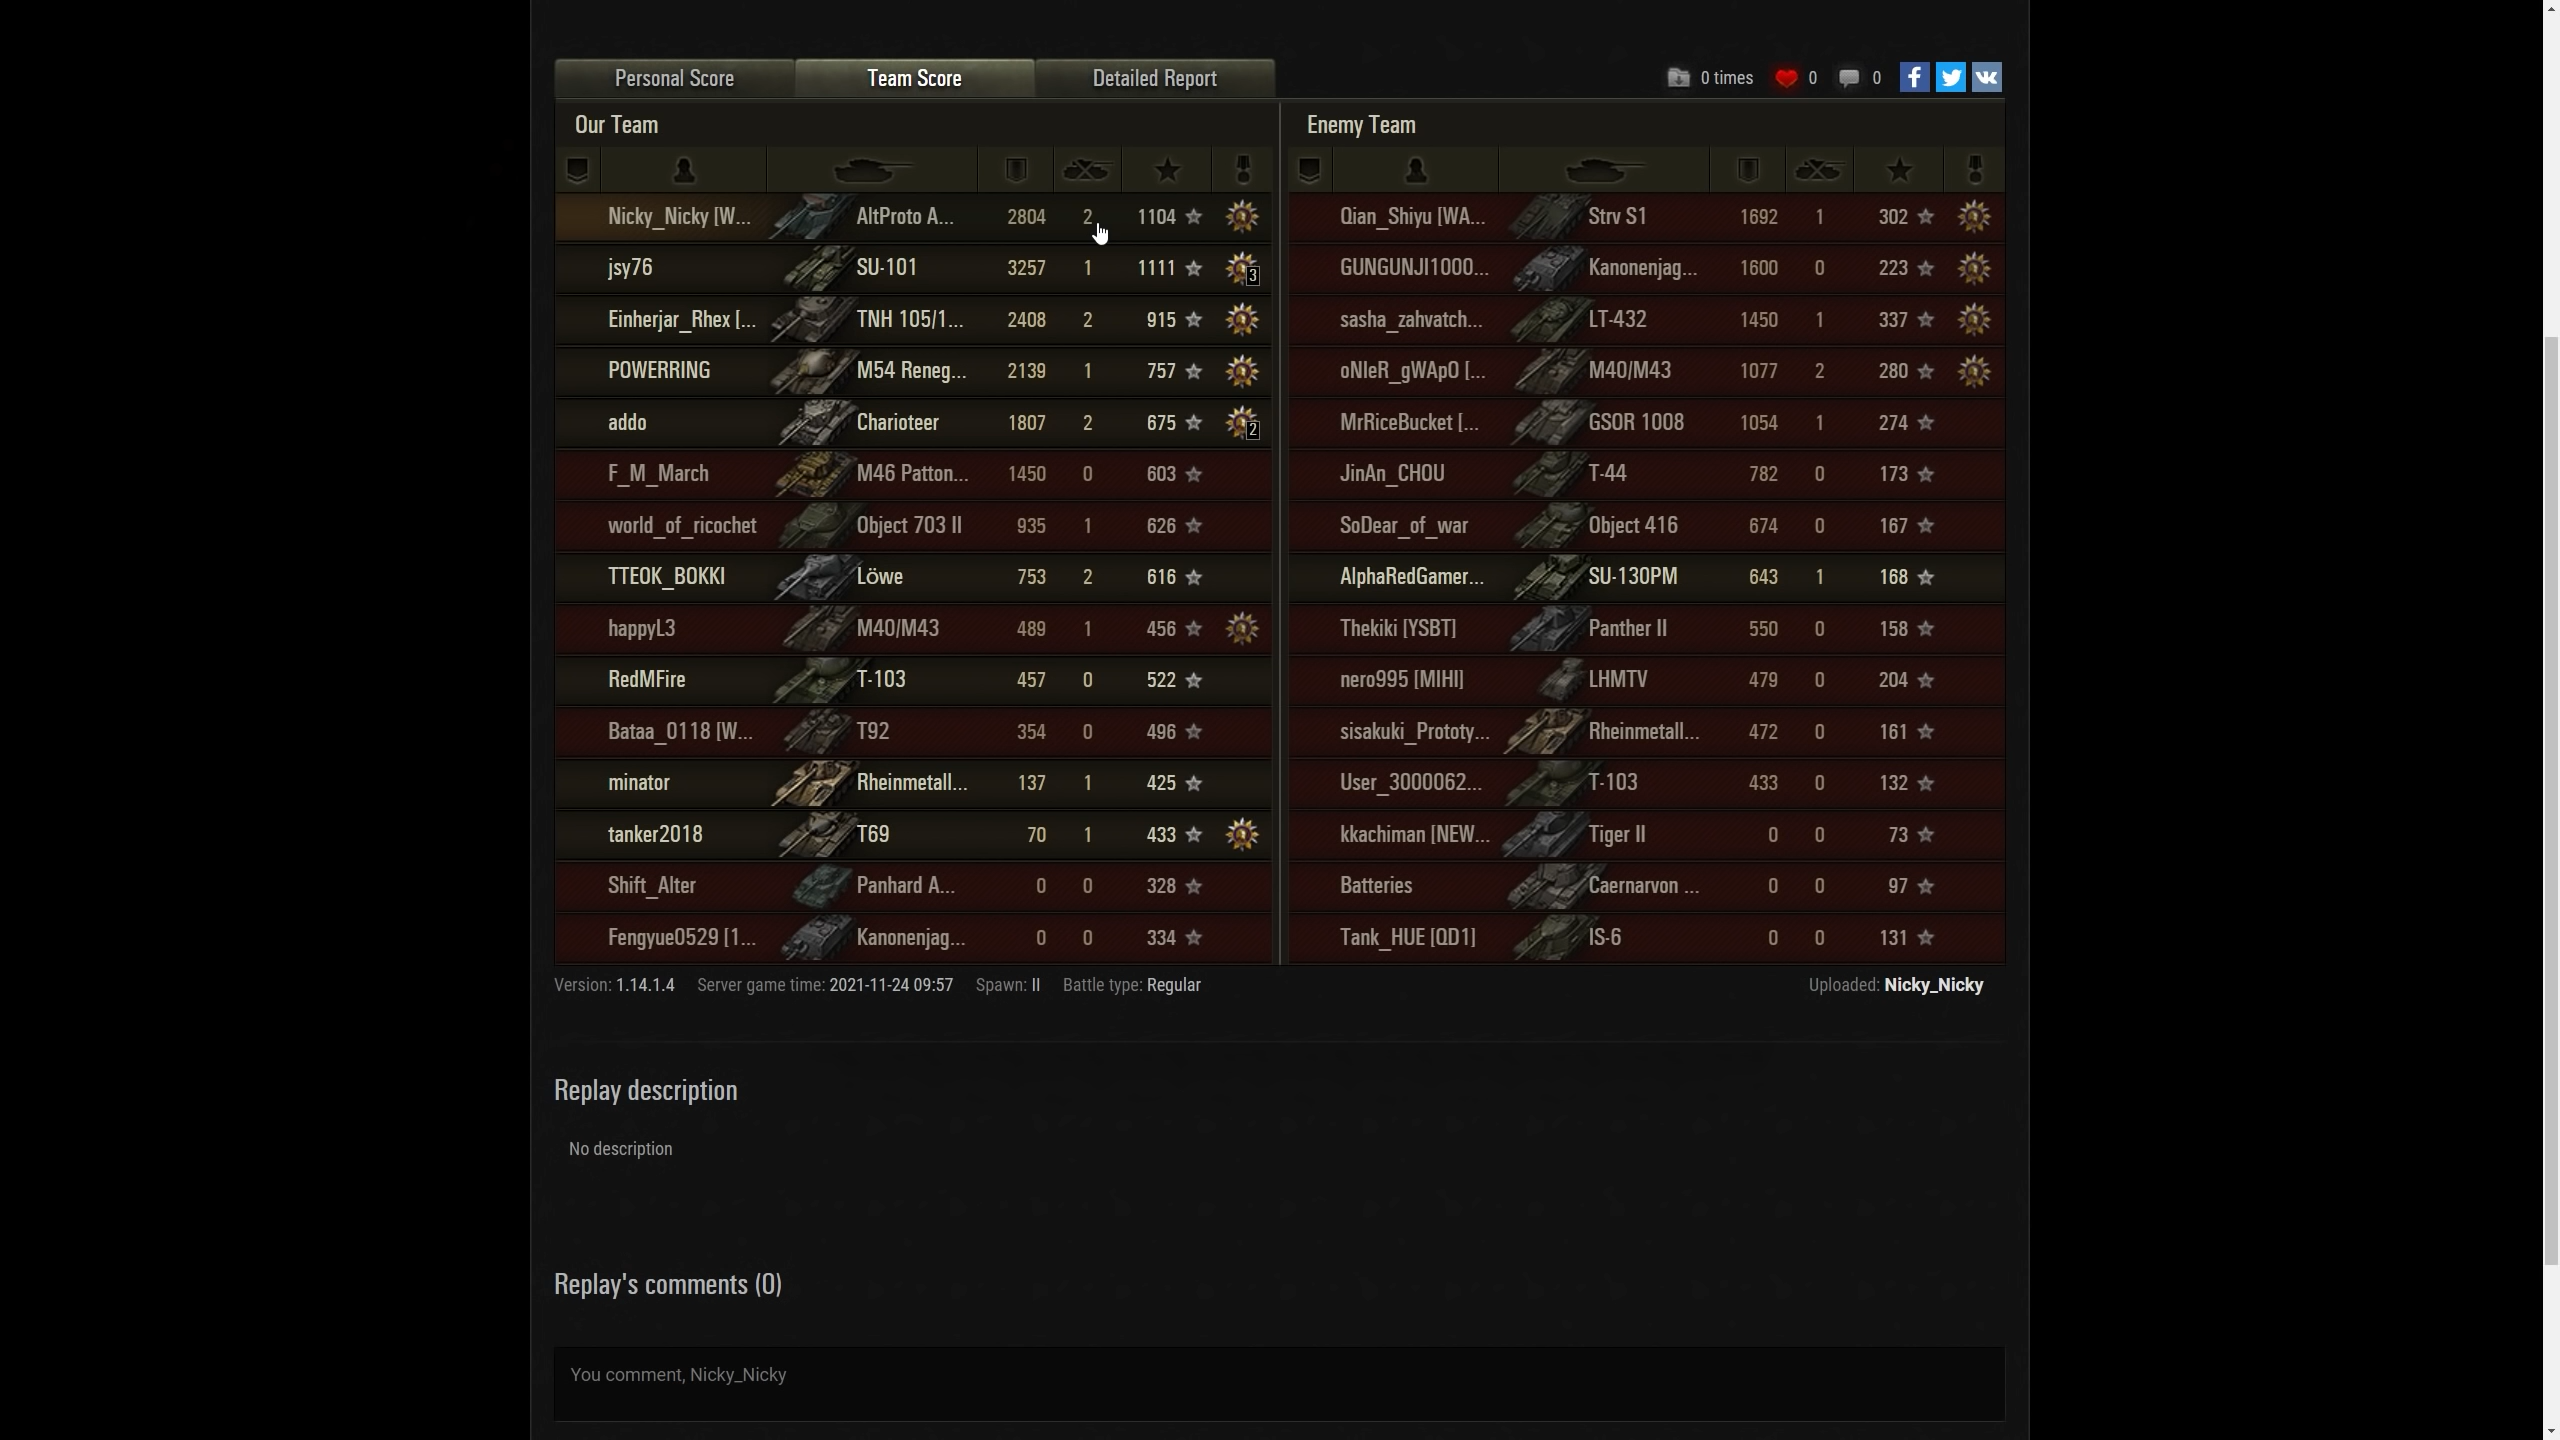 Personal Score Team Score Detailed Report 0 times 0 0
Our Team
Nicky_Nicky [W... AltProto A... 2804 2 1104
jsy76 SU-101 3257 1 1111 3
Einherjar_Rhex [... TNH 105/1... 2408 2 915
POWERRING M54 Reneg... 2139 1 757
addo Charioteer 1807 2 675 2
F_M_March M46 Patton... 1450 0 603
world_of_ricochet Object 703 II 935 1 626
TTEOK_BOKKI Löwe 753 2 616
happyL3 M40/M43 489 1 456
RedMFire T-103 457 0 522
Bataa_0118 [W... T92 354 0 496
minator Rheinmetall... 137 1 425
tanker2018 T69 70 1 433
Shift_Alter Panhard A... 0 0 328
Fengyue0529 [1... Kanonenjag... 0 0 334
Enemy Team
Qian_Shiyu [WA... Strv S1 1692 1 302
GUNGUNJI1000... Kanonenjag... 1600 0 223
sasha_zahvatch... LT-432 1450 1 337
oNleR_gWApO [... M40/M43 1077 2 280
MrRiceBucket [... GSOR 1008 1054 1 274
JinAn_CHOU T-44 782 0 173
SoDear_of_war Object 416 674 0 167
AlphaRedGamer... SU-130PM 643 1 168
Thekiki [YSBT] Panther II 550 0 158
nero995 [MIHI] LHMTV 479 0 204
sisakuki_Prototy... Rheinmetall... 472 0 161
User_3000062... T-103 433 0 132
kkachiman [NEW... Tiger II 0 0 73
Batteries Caernarvon ... 0 0 97
Tank_HUE [QD1] IS-6 0 0 131
Version: 1.14.1.4 Server game time: 2021-11-24 09:57 Spawn: II Battle type: Regular Uploaded: Nicky_Nicky
Replay description
No description
Replay's comments (0)
You comment, Nicky_Nicky